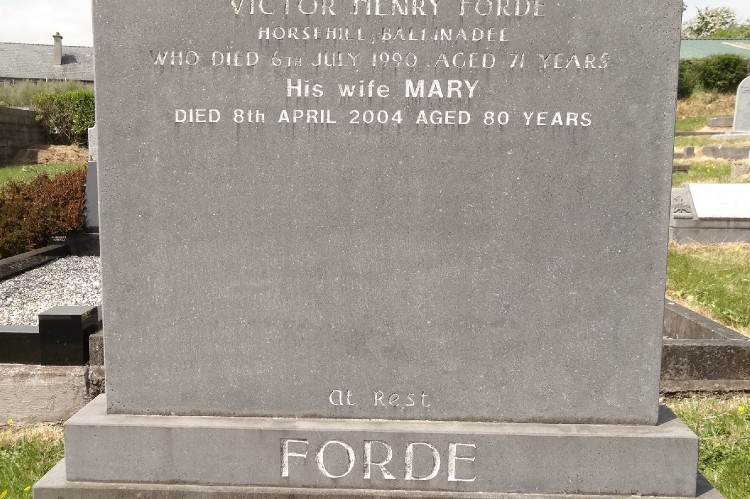 VICTOR HENRY FORDE
HORSEHILL, BALLINADEE
WHO DIED 6TH JULY 1990 . AGED 71 YEARS
His wife MARY
DIED 8th APRIL 2004 AGED 80 YEARS
At Rest
FORDE